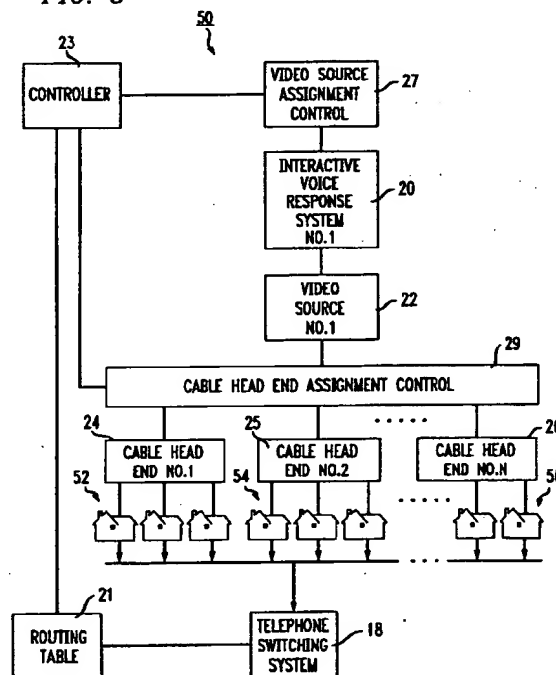 50
23
CONTROLLER
VIDEO SOURCE
ASSIGNMENT
CONTROL
27
INTERACTIVE
VOICE
RESPONSE
SYSTEM
NO.1
20
VIDEO
SOURCE
NO.1
22
29
CABLE HEAD END ASSIGNMENT CONTROL
24
CABLE HEAD
END NO.1
25
CABLE HEAD
END NO.2
CABLE HEAD
END NO.N
52
54
21
ROUTING
TABLE
TELEPHONE
SWITCHING
SYSTEM
18